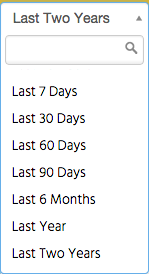 Last Two Years
Last 7 Days
Last 30 Days
Last 60 Days
Last 90 Days
Last 6 Months
Last Year
Last Two Years